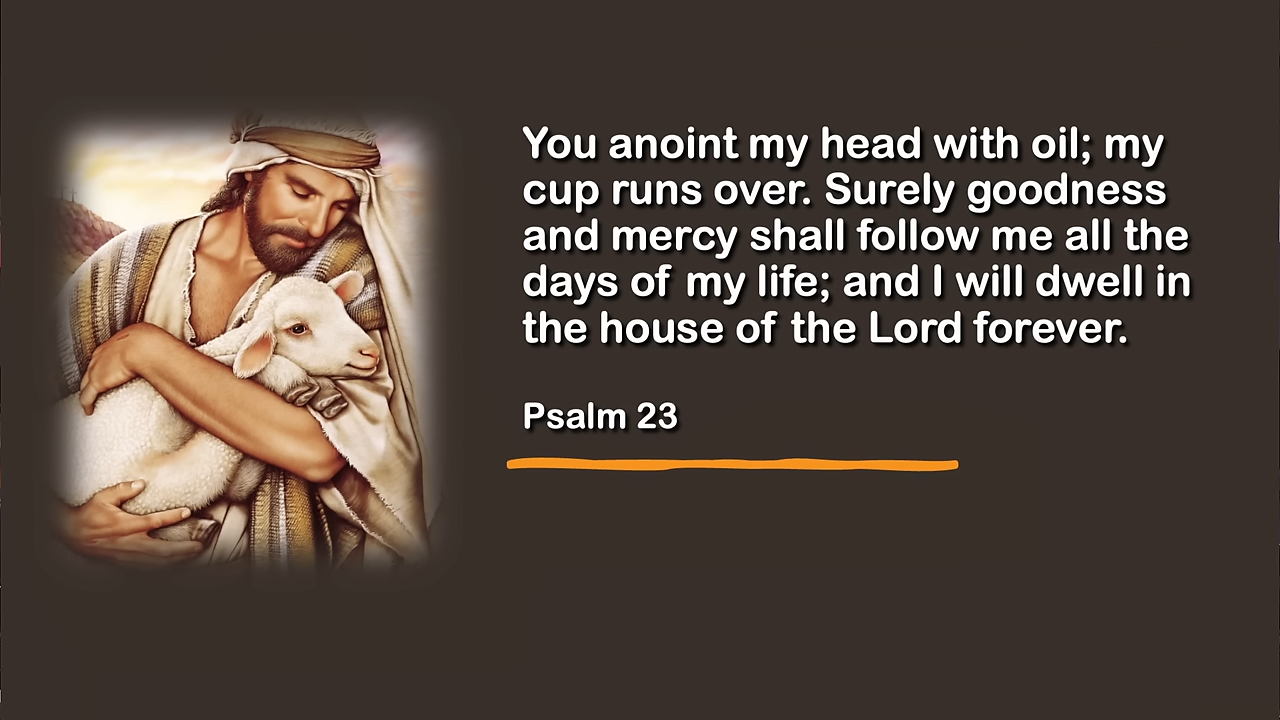 You anoint my head with oil; my
cup runs over. Surely goodness
and mercy shall follow me all the
days of my life; and I will dwell in
the house of the Lord forever.
Psalm 23